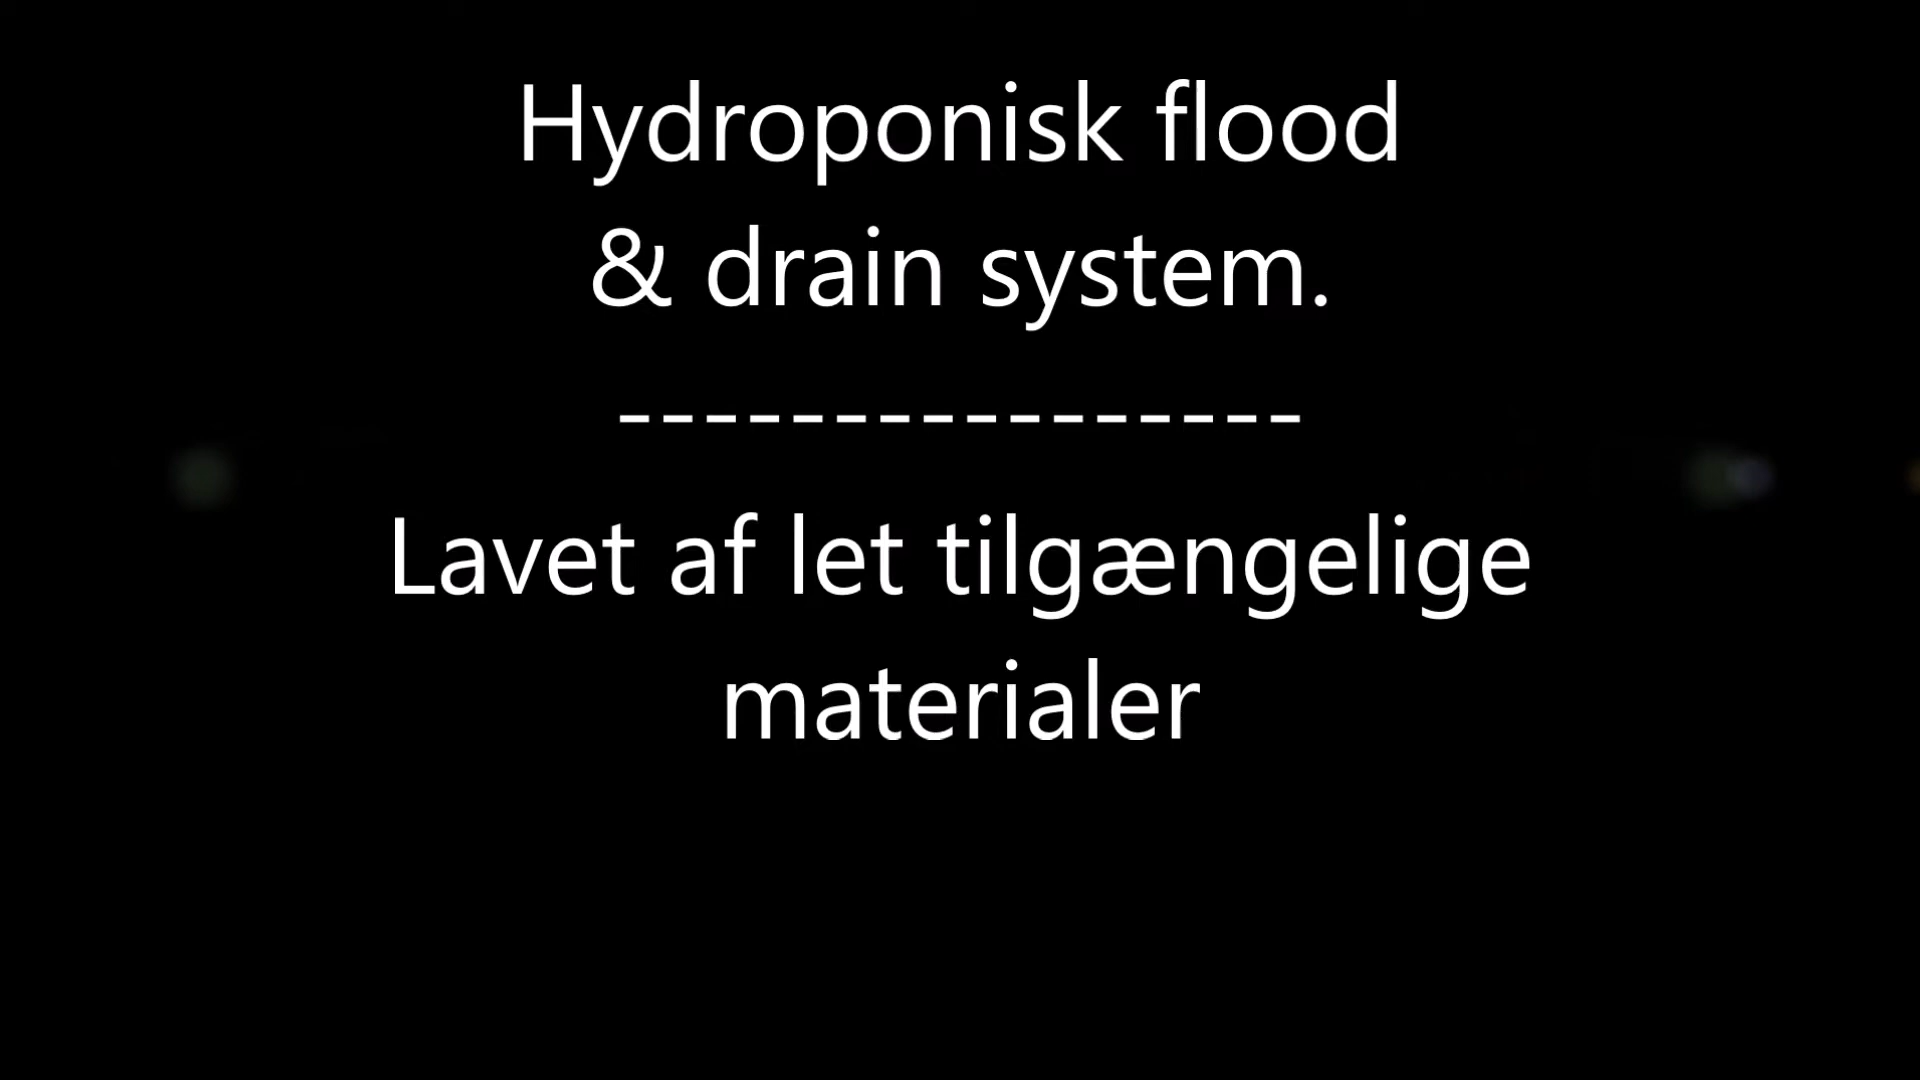 Hydroponisk flood
& drain system.
-----------------
Lavet af let tilgængelige
materialer